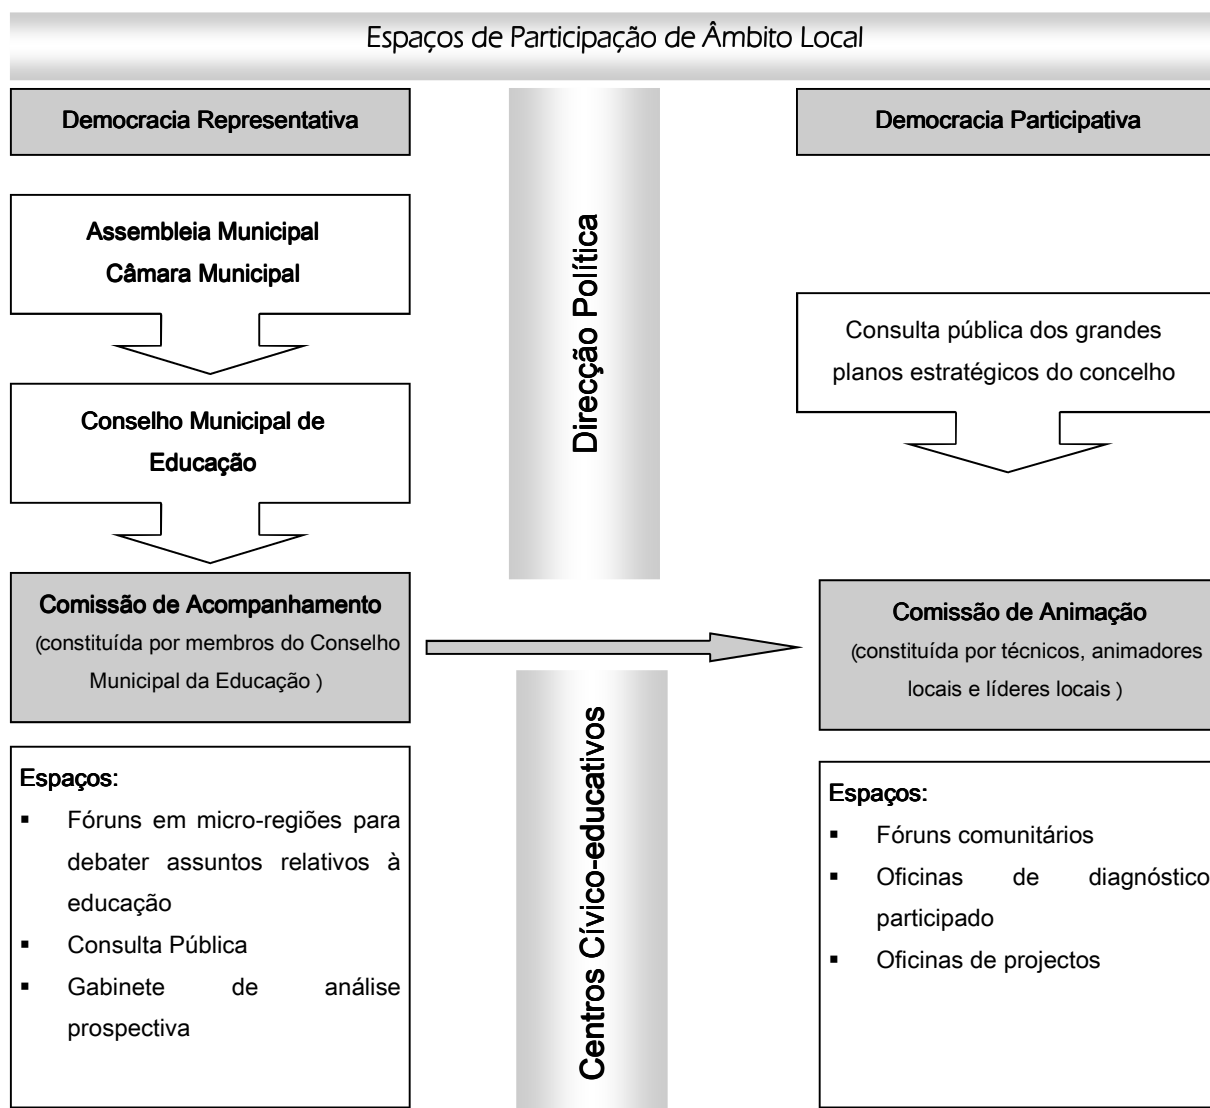 Espaços de Participação de Âmbito Local
Democracia Representativa
Assembleia Municipal
Câmara Municipal
Conselho Municipal de
Educação
Comissão de Acompanhamento
(constituída por membros do Conselho
Municipal da Educação )
Espaços:
▪ Fóruns em micro-regiões para
debater assuntos relativos à
educação
▪ Consulta Pública
▪ Gabinete de análise
prospectiva
Direcção Política
Centros Cívico-educativos
Democracia Participativa
Consulta pública dos grandes
planos estratégicos do concelho
Comissão de Animação
(constituída por técnicos, animadores
locais e líderes locais )
Espaços:
▪ Fóruns comunitários
▪ Oficinas de diagnóstico
participado
▪ Oficinas de projectos